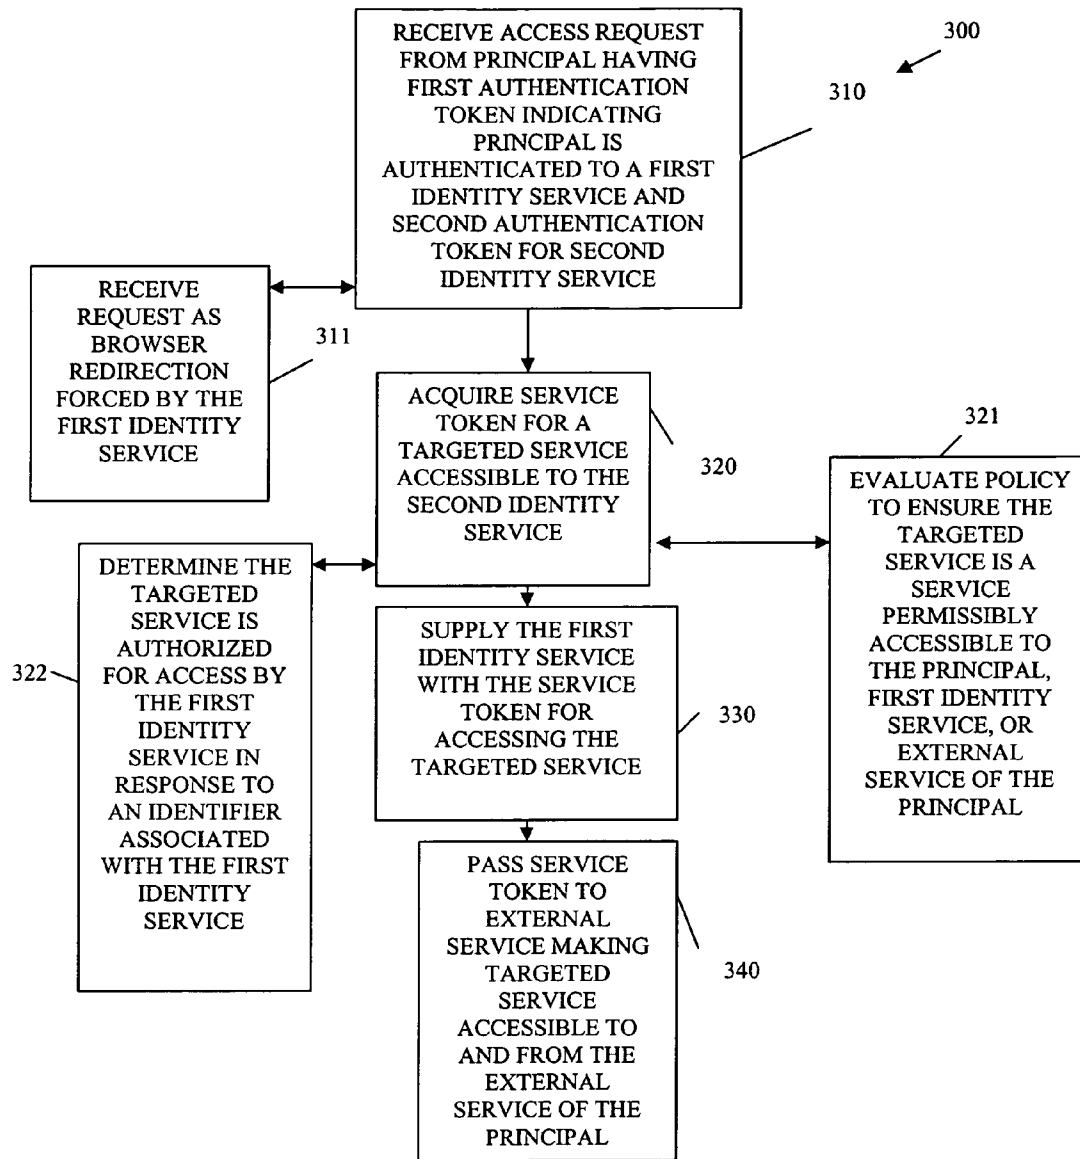 RECEIVE ACCESS REQUEST
FROM PRINCIPAL HAVING
FIRST AUTHENTICATION
TOKEN INDICATING
PRINCIPAL IS
AUTHENTICATED TO A FIRST
IDENTITY SERVICE AND
SECOND AUTHENTICATION
TOKEN FOR SECOND
IDENTITY SERVICE
300
310
RECEIVE
REQUEST AS
BROWSER
REDIRECTION
FORCED BY THE
FIRST IDENTITY
SERVICE
311
ACQUIRE SERVICE
TOKEN FOR A
TARGETED SERVICE
ACCESSIBLE TO THE
SECOND IDENTITY
SERVICE
320
321
EVALUATE POLICY
TO ENSURE THE
TARGETED
SERVICE IS A
SERVICE
PERMISSIBLY
ACCESSIBLE TO
THE PRINCIPAL,
FIRST IDENTITY
SERVICE, OR
EXTERNAL
SERVICE OF THE
PRINCIPAL
322
DETERMINE THE
TARGETED
SERVICE IS
AUTHORIZED
FOR ACCESS BY
THE FIRST
IDENTITY
SERVICE IN
RESPONSE TO
AN IDENTIFIER
ASSOCIATED
WITH THE FIRST
IDENTITY
SERVICE
SUPPLY THE FIRST
IDENTITY SERVICE
WITH THE SERVICE
TOKEN FOR
ACCESSING THE
TARGETED SERVICE
330
PASS SERVICE
TOKEN TO
EXTERNAL
SERVICE MAKING
TARGETED
SERVICE
ACCESSIBLE TO
AND FROM THE
EXTERNAL
SERVICE OF THE
PRINCIPAL
340